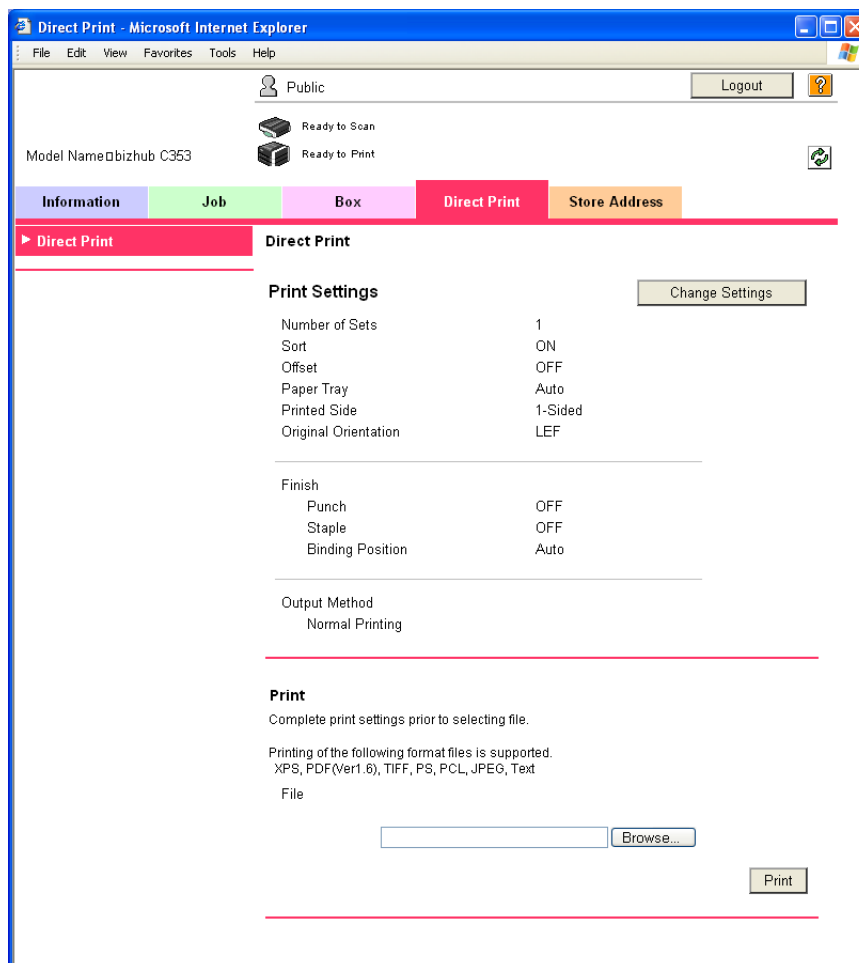 Direct Print - Microsoft Internet Explorer
File Edit View Favorites Tools Help
Public Logout ?
Ready to Scan
Model Name□bizhub C353 Ready to Print
Information Job Box Direct Print Store Address
Direct Print Direct Print
Print Settings Change Settings
Number of Sets 1
Sort ON
Offset OFF
Paper Tray Auto
Printed Side 1-Sided
Original Orientation LEF
Finish
Punch OFF
Staple OFF
Binding Position Auto
Output Method
Normal Printing
Print
Complete print settings prior to selecting file.
Printing of the following format files is supported.
XPS, PDF(Ver1.6), TIFF, PS, PCL, JPEG, Text
File
Browse...
Print